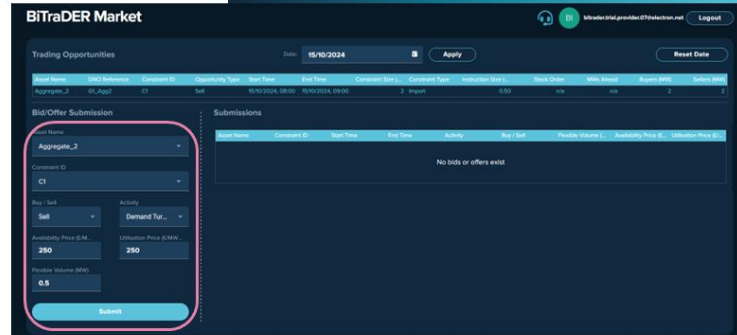 BiTraDER Market
BI bitrader.trial.provider.07@electron.net Logout
Trading Opportunities Date: 15/10/2024 Apply Reset Date
Asset Name DNO Reference Constraint ID Opportunity Type Start Time End Time Constraint Size (... Constraint Type Instruction Size (... Stack Order MWs Ahead Buyers (MW) Sellers (MW)
Aggregate_2 G1_Agg2 C1 Sell 15/10/2024, 08:00 15/10/2024, 09:00 2 Import 0.50 n/a n/a 2 2
Bid/Offer Submission Submissions
Asset Name
Aggregate_2
Asset Name Constraint ID Start Time End Time Activity Buy / Sell Flexible Volume (... Availability Price (£... Utilisation Price (£/...
No bids or offers exist
Constraint ID
C1
Buy / Sell Activity
Sell Demand Tur...
Availability Price (£/M... Utilisation Price (£/MW...
250 250
Flexible Volume (MW)
0.5
Submit